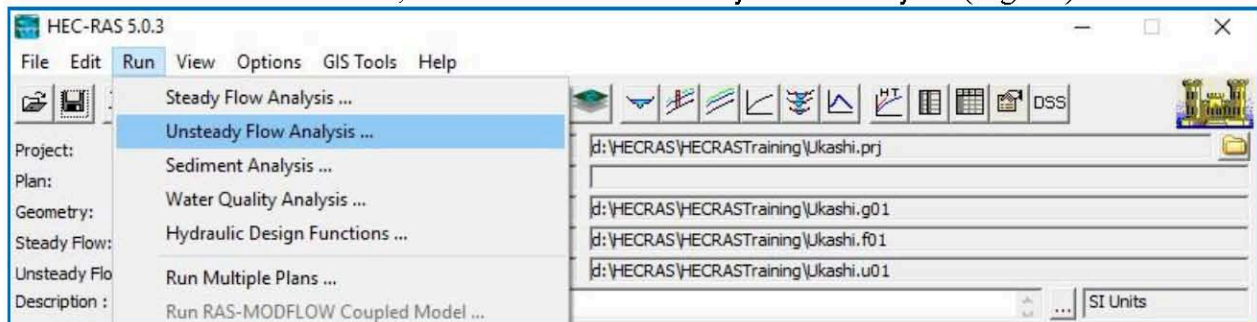 HEC-RAS 5.0.3
File Edit Run View Options GIS Tools Help
Steady Flow Analysis ...
DSS
Unsteady Flow Analysis ...
Project: d:\HECRAS\HECRASTraining\Ukashi.prj
Sediment Analysis ...
Plan:
Water Quality Analysis ...
Geometry: d:\HECRAS\HECRASTraining\Ukashi.g01
Hydraulic Design Functions ...
Steady Flow: d:\HECRAS\HECRASTraining\Ukashi.f01
Unsteady Flo d:\HECRAS\HECRASTraining\Ukashi.u01
Run Multiple Plans ...
Description : ... SI Units
Run RAS-MODFLOW Coupled Model ...